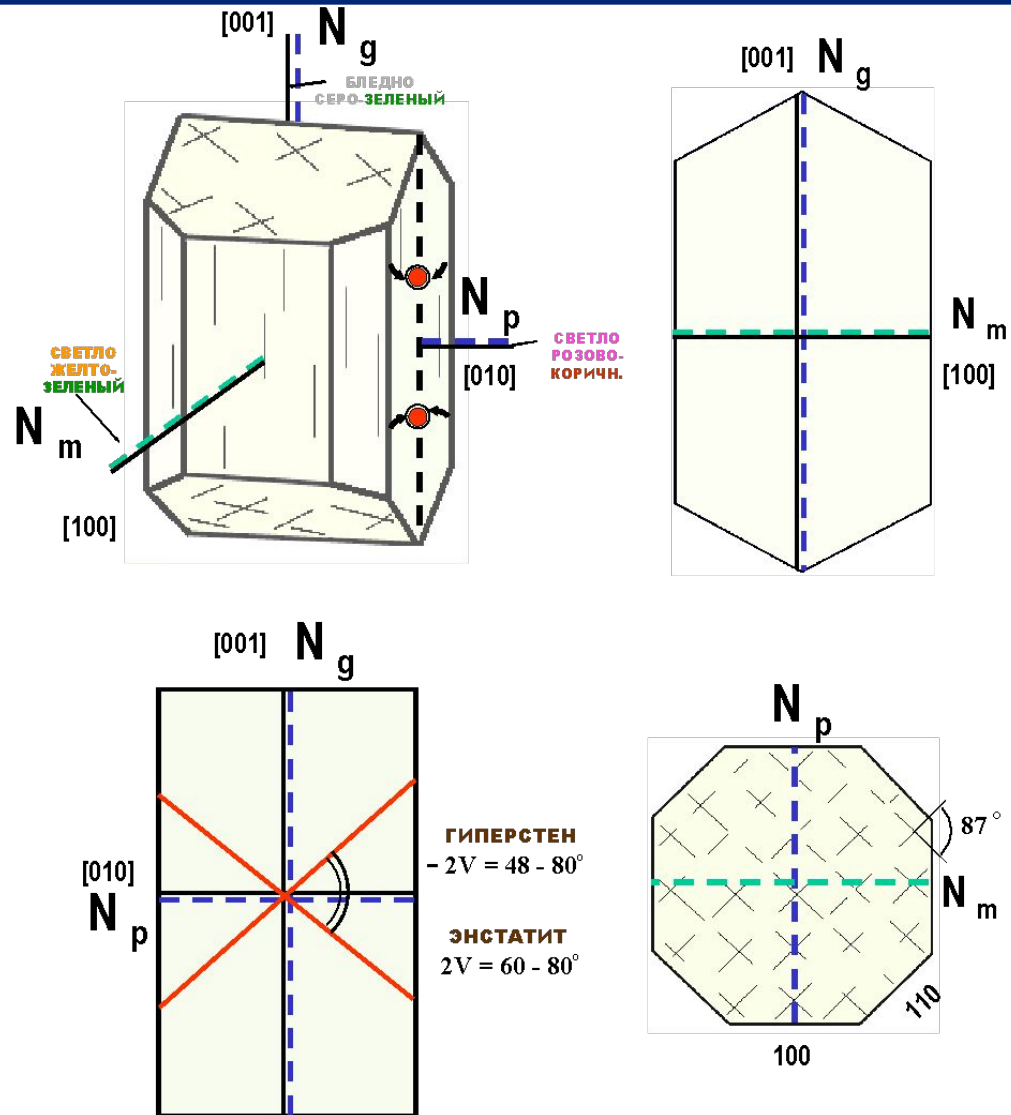 [001] N g
БЛЕДНО
СЕРО-ЗЕЛЕНЫЙ
N p
[010]
СВЕТЛО
РОЗОВО-
КОРИЧН.
СВЕТЛО
ЖЕЛТО-
ЗЕЛЕНЫЙ
N m
[100]
[001] N g
N m
[100]
[001] N g
[010]
N p
ГИПЕРСТЕН
– 2V = 48 - 80°
ЭНСТАТИТ
2V = 60 - 80°
N p
87 °
N m
110
100